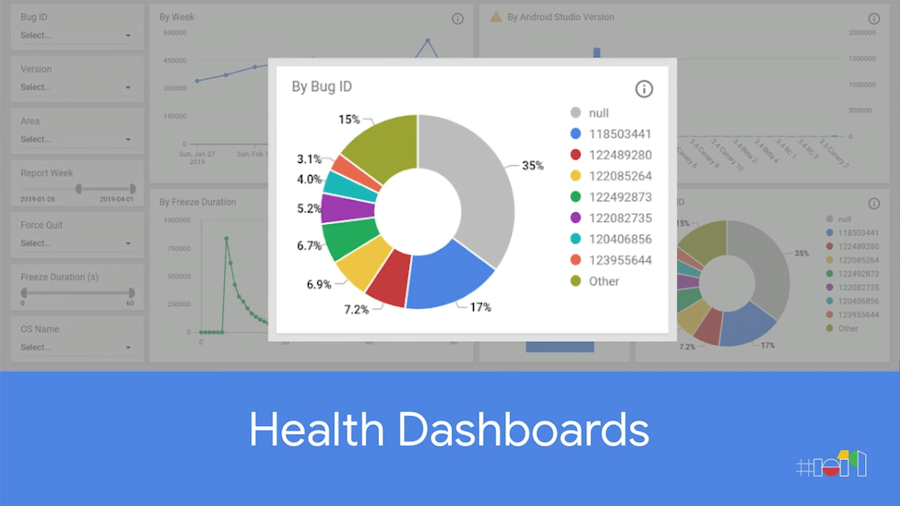 Bug ID
Select...
Version
Select...
Area
Select...
Report Week
2019-01-28 2019-04-01
Force Quit
Select...
Freeze Duration (s)
0 60
OS Name
Select...
By Week
600000
450000
300000
150000
0
Sun, Jan 27
2019
Sun, Feb
By Android Studio Version
2000000
1500000
1000000
500000
0
3.4 Canary 9
3.4 Canary 10
3.4 Beta 2
3.4 Beta 4
3.4 RC 1
3.4 RC 3
3.5 Canary 2
By Freeze Duration
1000000
750000
500000
250000
0
0
20
40
60
By Bug ID
15%
3.1%
4.0%
5.2%
6.7%
6.9%
7.2%
17%
35%
null
118503441
122489280
122085264
122492873
122082735
120406856
123955644
Other
ID
15%
35%
7.2%
17%
null
118503441
122489280
122085264
122492873
122082735
120406856
123955644
Other
Health Dashboards
#io19